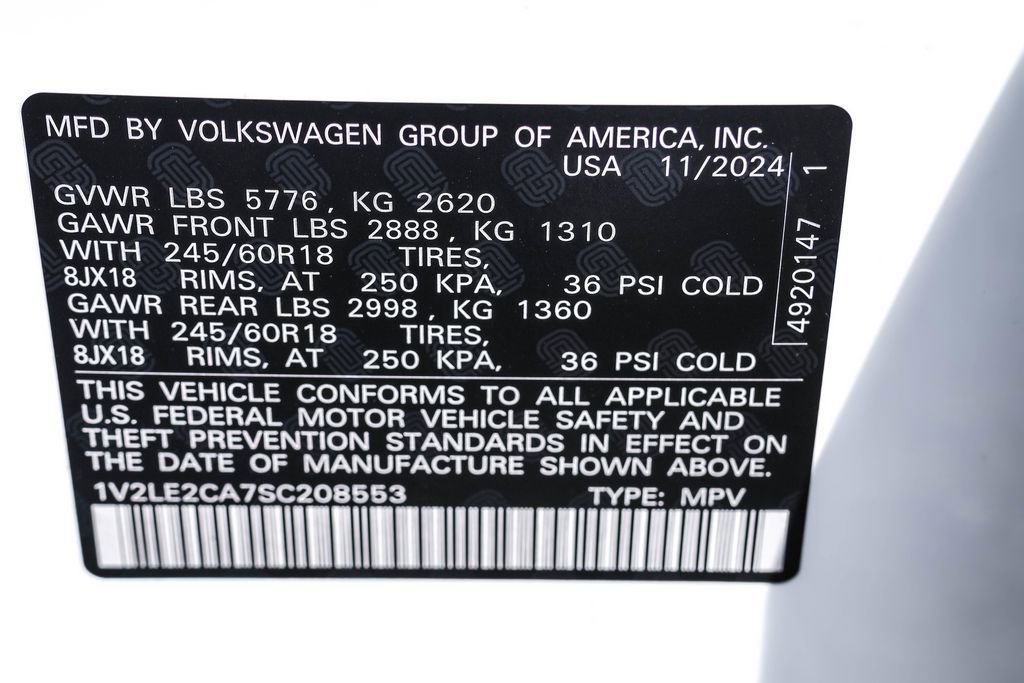 MFD BY VOLKSWAGEN GROUP OF AMERICA, INC.
USA 11/2024
GVWR LBS 5776, KG 2620
GAWR FRONT LBS 2888, KG 1310
WITH 245/60R18 TIRES,
8JX18 RIMS, AT 250 KPA, 36 PSI COLD
GAWR REAR LBS 2998, KG 1360
WITH 245/60R18 TIRES,
8JX18 RIMS, AT 250 KPA, 36 PSI COLD
4920147 1
THIS VEHICLE CONFORMS TO ALL APPLICABLE
U.S. FEDERAL MOTOR VEHICLE SAFETY AND
THEFT PREVENTION STANDARDS IN EFFECT ON
THE DATE OF MANUFACTURE SHOWN ABOVE.
1V2LE2CA7SC208553 TYPE: MPV